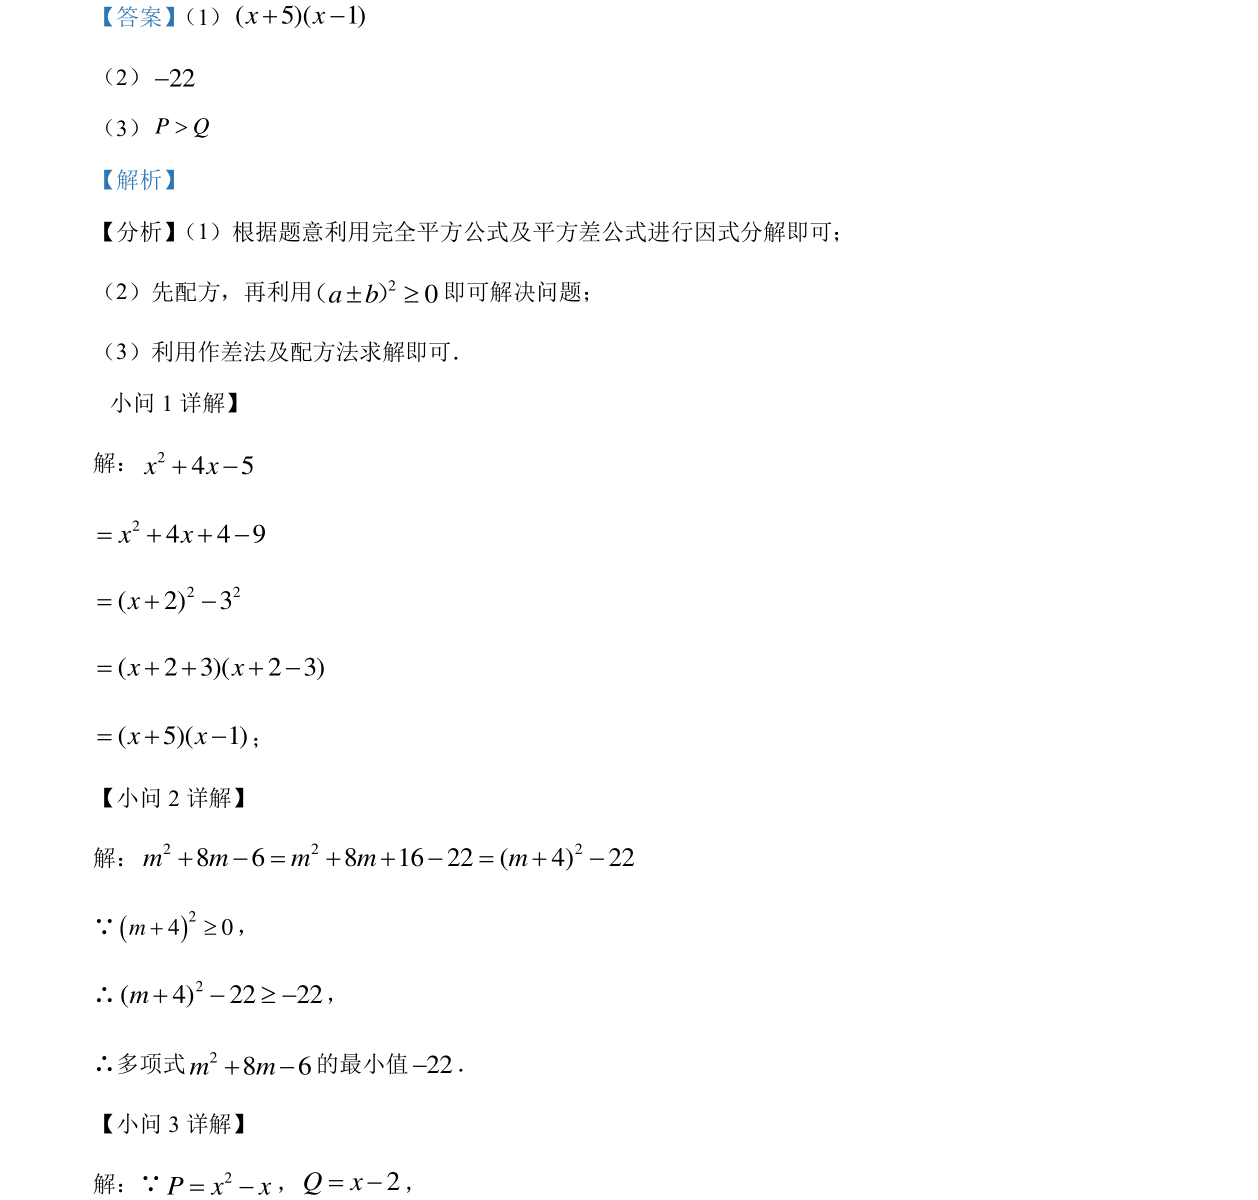 【答案】（1）(x+5)(x−1)
（2）−22
（3）P>Q
【解析】
【分析】（1）根据题意利用完全平方公式及平方差公式进行因式分解即可；
（2）先配方，再利用(a±b)²≥0即可解决问题；
（3）利用作差法及配方法求解即可．
小问 1 详解】
解：x²+4x−5
=x²+4x+4−9
=(x+2)²−3²
=(x+2+3)(x+2−3)
=(x+5)(x−1)；
【小问 2 详解】
解：m²+8m−6=m²+8m+16−22=(m+4)²−22
∵(m+4)²≥0，
∴(m+4)²−22≥−22，
∴多项式m²+8m−6的最小值−22．
【小问 3 详解】
解：∵P=x²−x，Q=x−2，